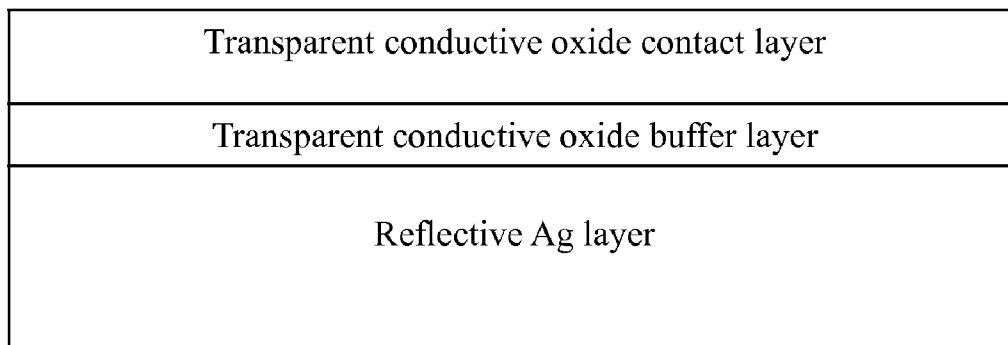 Transparent conductive oxide contact layer
Transparent conductive oxide buffer layer
Reflective Ag layer